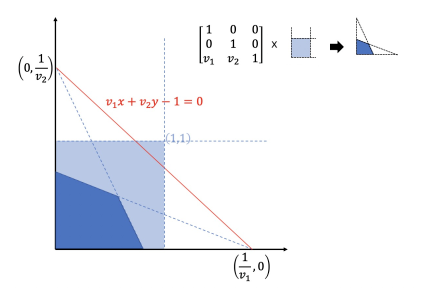 1 0 0
0 1 0
v₁ v₂ 1
x
(0, 1/v₂)
v₁x + v₂y − 1 = 0
(1,1)
(1/v₁, 0)